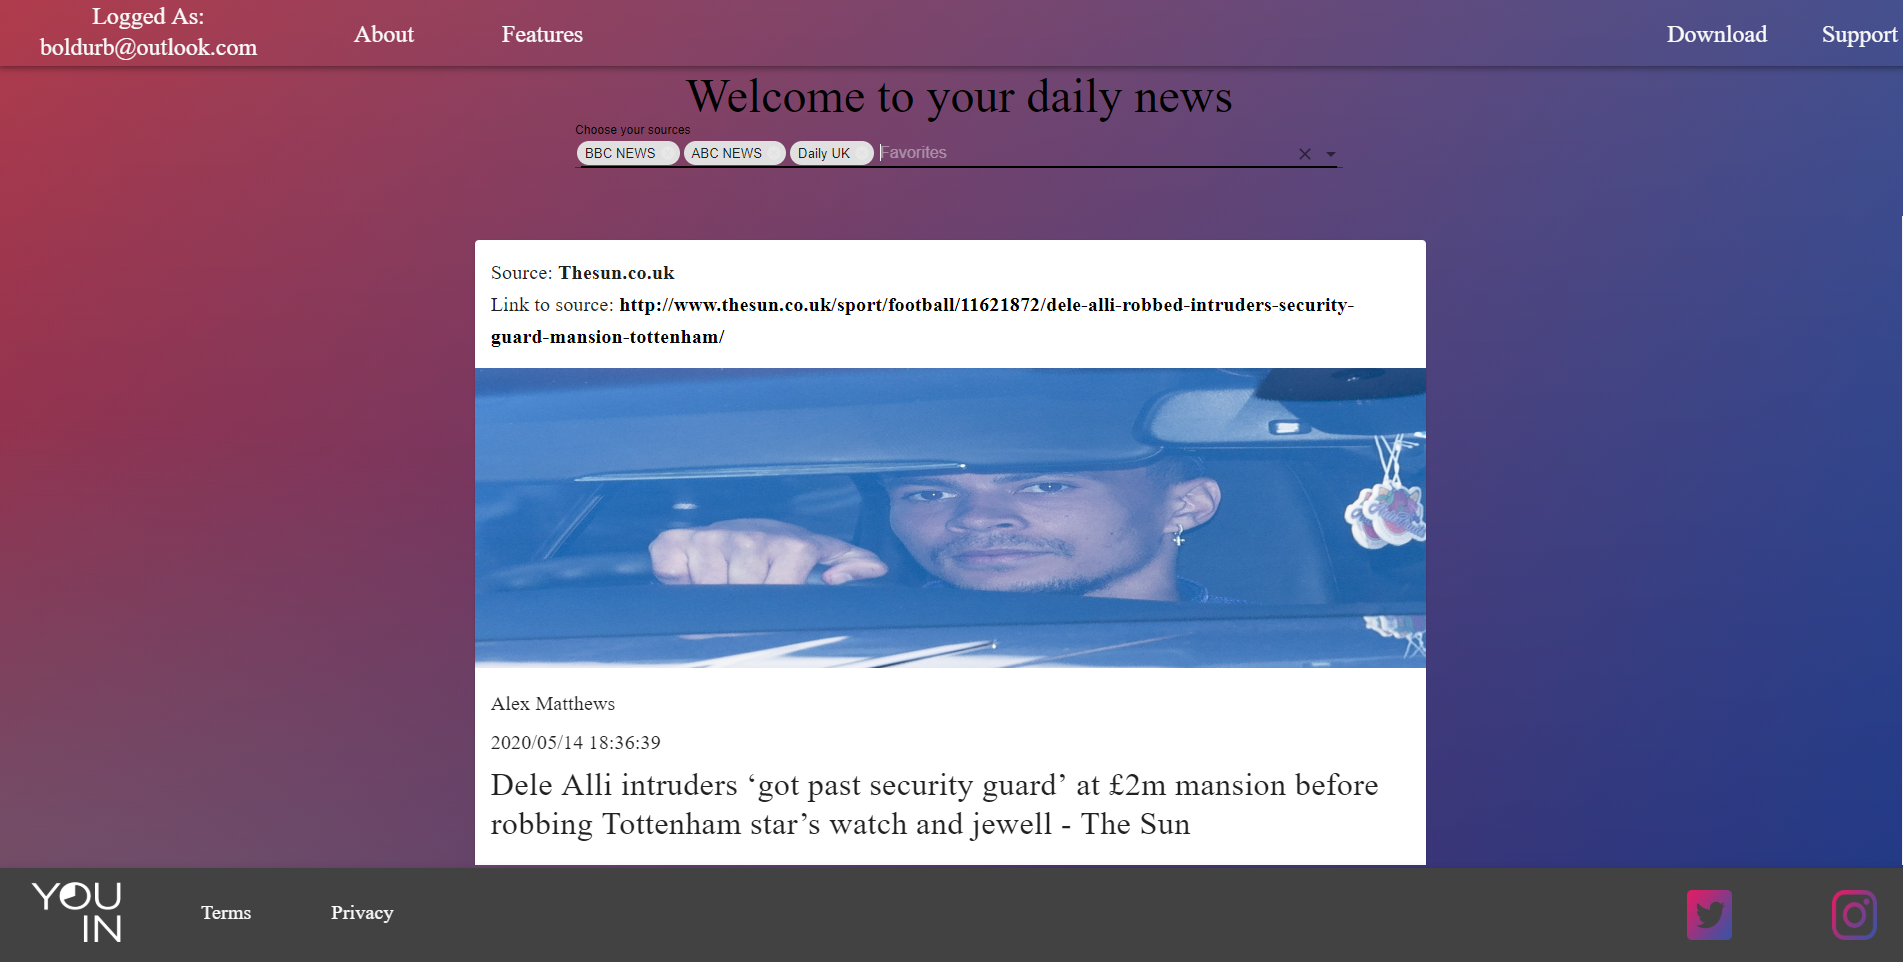 Logged As:
boldurb@outlook.com
About
Features
Download
Support
Welcome to your daily news
Choose your sources
BBC NEWS
ABC NEWS
Daily UK
Favorites
Source: Thesun.co.uk
Link to source: http://www.thesun.co.uk/sport/football/11621872/dele-alli-robbed-intruders-security-
guard-mansion-tottenham/
Alex Matthews
2020/05/14 18:36:39
Dele Alli intruders ‘got past security guard’ at £2m mansion before
robbing Tottenham star’s watch and jewell - The Sun
YOU
IN
Terms
Privacy